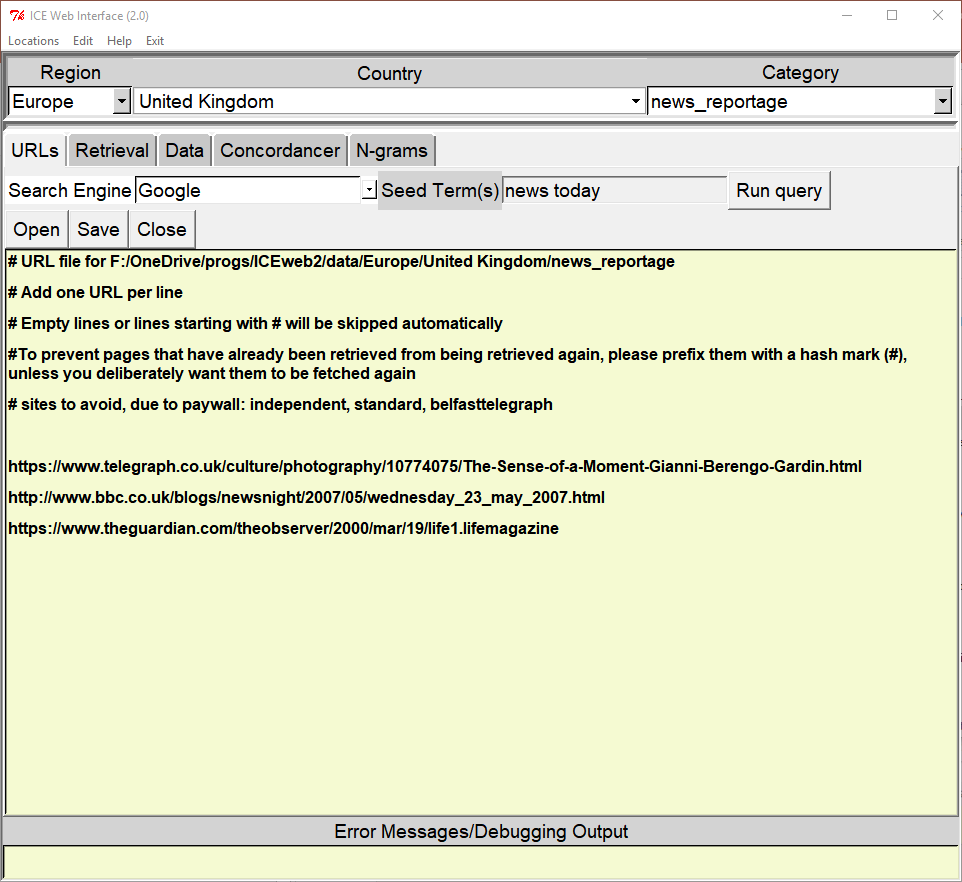 ICE Web Interface (2.0)
Locations Edit Help Exit
Region Country Category
Europe United Kingdom news_reportage
URLs Retrieval Data Concordancer N-grams
Search Engine Google Seed Term(s) news today Run query
Open Save Close
# URL file for F:/OneDrive/progs/ICEweb2/data/Europe/United Kingdom/news_reportage
# Add one URL per line
# Empty lines or lines starting with # will be skipped automatically
#To prevent pages that have already been retrieved from being retrieved again, please prefix them with a hash mark (#),
unless you deliberately want them to be fetched again
# sites to avoid, due to paywall: independent, standard, belfasttelegraph
https://www.telegraph.co.uk/culture/photography/10774075/The-Sense-of-a-Moment-Gianni-Berengo-Gardin.html
http://www.bbc.co.uk/blogs/newsnight/2007/05/wednesday_23_may_2007.html
https://www.theguardian.com/theobserver/2000/mar/19/life1.lifemagazine
Error Messages/Debugging Output